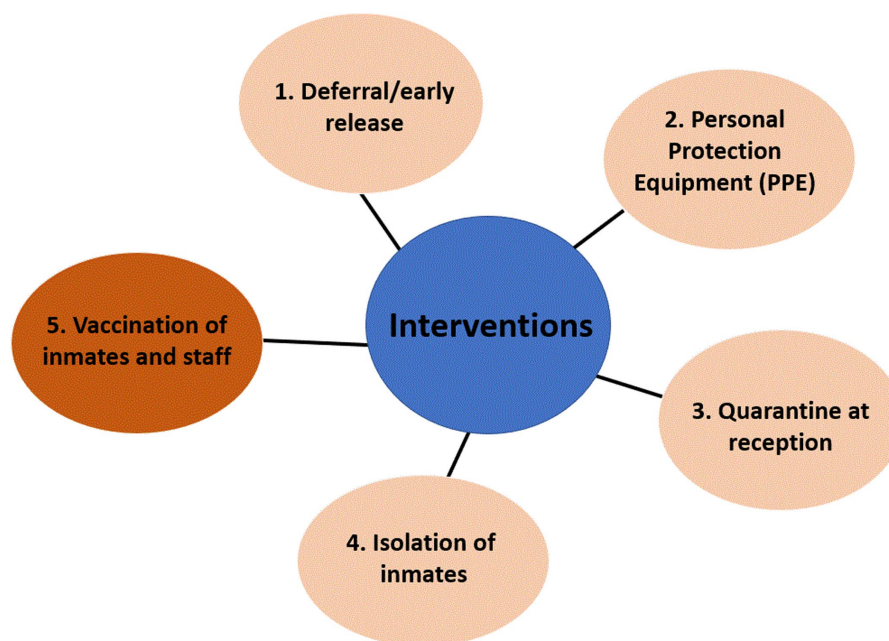 1. Deferral/early
release
2. Personal
Protection
Equipment (PPE)
Interventions
5. Vaccination of
inmates and staff
3. Quarantine at
reception
4. Isolation of
inmates